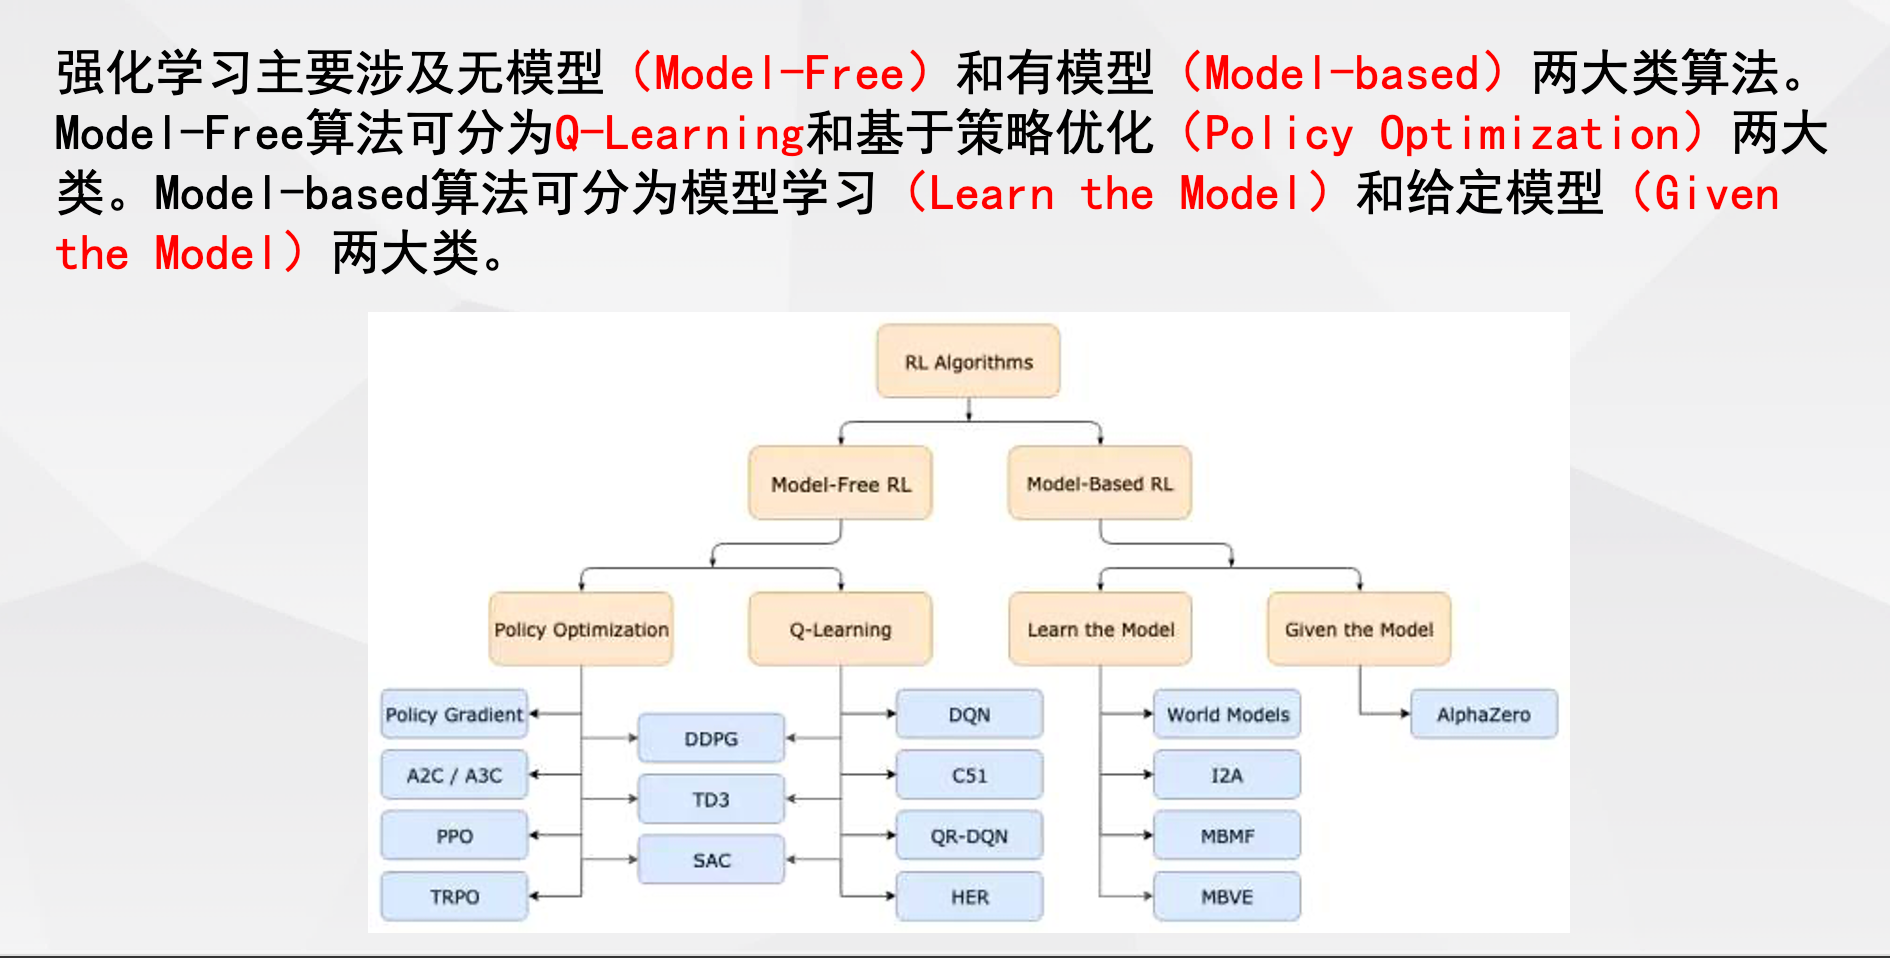 强化学习主要涉及无模型（Model-Free）和有模型（Model-based）两大类算法。
Model-Free算法可分为Q-Learning和基于策略优化（Policy Optimization）两大
类。Model-based算法可分为模型学习（Learn the Model）和给定模型（Given
the Model）两大类。
RL Algorithms
Model-Free RL
Model-Based RL
Policy Optimization
Q-Learning
Learn the Model
Given the Model
Policy Gradient
A2C / A3C
PPO
TRPO
DDPG
TD3
SAC
DQN
C51
QR-DQN
HER
World Models
I2A
MBMF
MBVE
AlphaZero